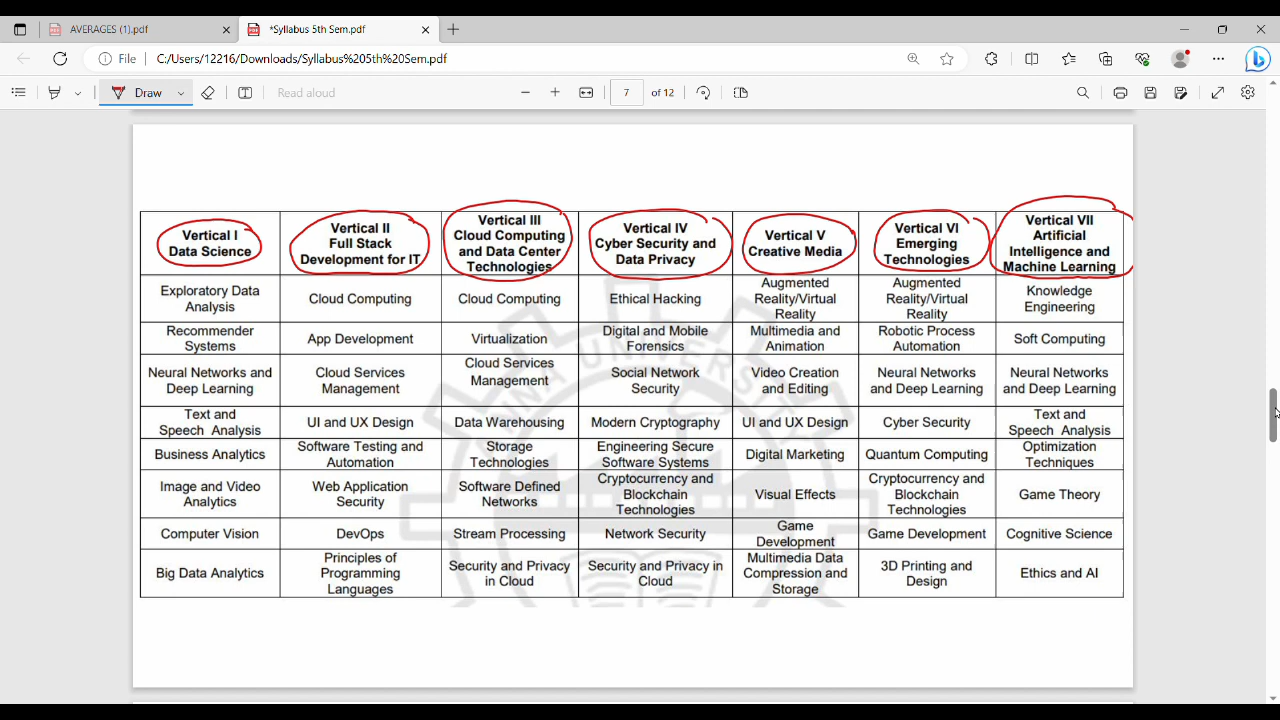 AVERAGES (1).pdf
*Syllabus 5th Sem.pdf
File
C:/Users/12216/Downloads/Syllabus%205th%20Sem.pdf
Draw
Read aloud
7
of 12
Vertical I
Data Science
Vertical II
Full Stack
Development for IT
Vertical III
Cloud Computing
and Data Center
Technologies
Vertical IV
Cyber Security and
Data Privacy
Vertical V
Creative Media
Vertical VI
Emerging
Technologies
Vertical VII
Artificial
Intelligence and
Machine Learning
Exploratory Data
Analysis
Cloud Computing
Cloud Computing
Ethical Hacking
Augmented
Reality/Virtual
Reality
Augmented
Reality/Virtual
Reality
Knowledge
Engineering
Recommender
Systems
App Development
Virtualization
Digital and Mobile
Forensics
Multimedia and
Animation
Robotic Process
Automation
Soft Computing
Neural Networks and
Deep Learning
Cloud Services
Management
Cloud Services
Management
Social Network
Security
Video Creation
and Editing
Neural Networks
and Deep Learning
Neural Networks
and Deep Learning
Text and
Speech Analysis
UI and UX Design
Data Warehousing
Modern Cryptography
UI and UX Design
Cyber Security
Text and
Speech Analysis
Business Analytics
Software Testing and
Automation
Storage
Technologies
Engineering Secure
Software Systems
Digital Marketing
Quantum Computing
Optimization
Techniques
Image and Video
Analytics
Web Application
Security
Software Defined
Networks
Cryptocurrency and
Blockchain
Technologies
Visual Effects
Cryptocurrency and
Blockchain
Technologies
Game Theory
Computer Vision
DevOps
Stream Processing
Network Security
Game
Development
Game Development
Cognitive Science
Big Data Analytics
Principles of
Programming
Languages
Security and Privacy
in Cloud
Security and Privacy in
Cloud
Multimedia Data
Compression and
Storage
3D Printing and
Design
Ethics and AI